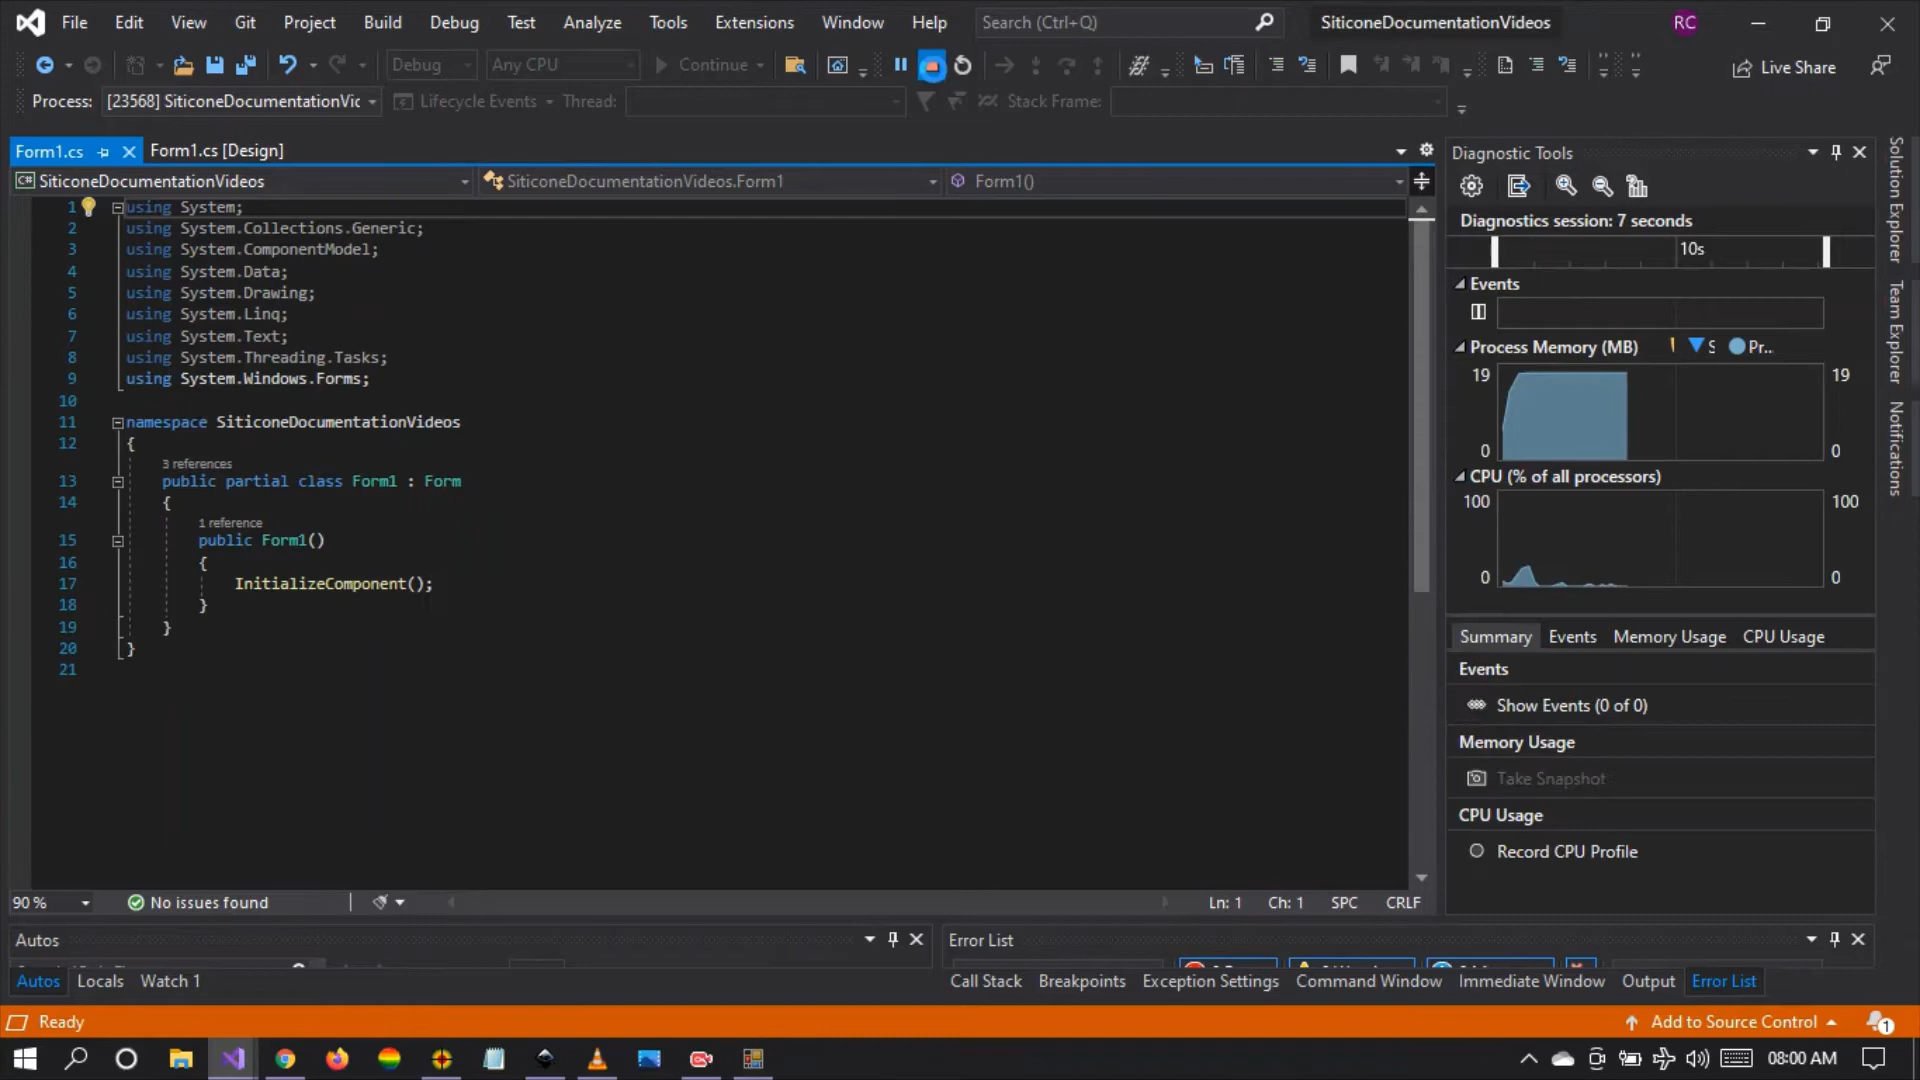 File Edit View Git Project Build Debug Test Analyze Tools Extensions Window Help Search (Ctrl+Q) SiticoneDocumentationVideos RC
Debug Any CPU Continue Live Share
Process: [23568] SiticoneDocumentationVic Lifecycle Events Thread: Stack Frame:
Form1.cs Form1.cs [Design]
SiticoneDocumentationVideos SiticoneDocumentationVideos.Form1 Form1()
1 using System;
2 using System.Collections.Generic;
3 using System.ComponentModel;
4 using System.Data;
5 using System.Drawing;
6 using System.Linq;
7 using System.Text;
8 using System.Threading.Tasks;
9 using System.Windows.Forms;
10
11 namespace SiticoneDocumentationVideos
12 {
3 references
13 public partial class Form1 : Form
14 {
1 reference
15 public Form1()
16 {
17 InitializeComponent();
18 }
19 }
20 }
21
90 % No issues found Ln: 1 Ch: 1 SPC CRLF
Diagnostic Tools
Diagnostics session: 7 seconds
10s
Events
Process Memory (MB) S Pr...
19 19
0 0
CPU (% of all processors)
100 100
0 0
Summary Events Memory Usage CPU Usage
Events
Show Events (0 of 0)
Memory Usage
Take Snapshot
CPU Usage
Record CPU Profile
Solution Explorer
Team Explorer
Notifications
Autos
Error List
Autos Locals Watch 1
Call Stack Breakpoints Exception Settings Command Window Immediate Window Output Error List
Ready Add to Source Control 1
08:00 AM